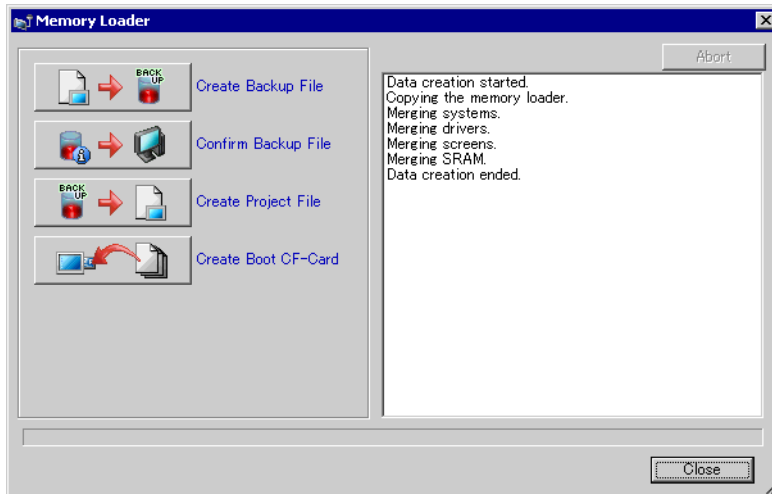 Memory Loader
Abort
BACK
UP
Create Backup File
Confirm Backup File
BACK
UP
Create Project File
Create Boot CF-Card
Data creation started.
Copying the memory loader.
Merging systems.
Merging drivers.
Merging screens.
Merging SRAM.
Data creation ended.
Close